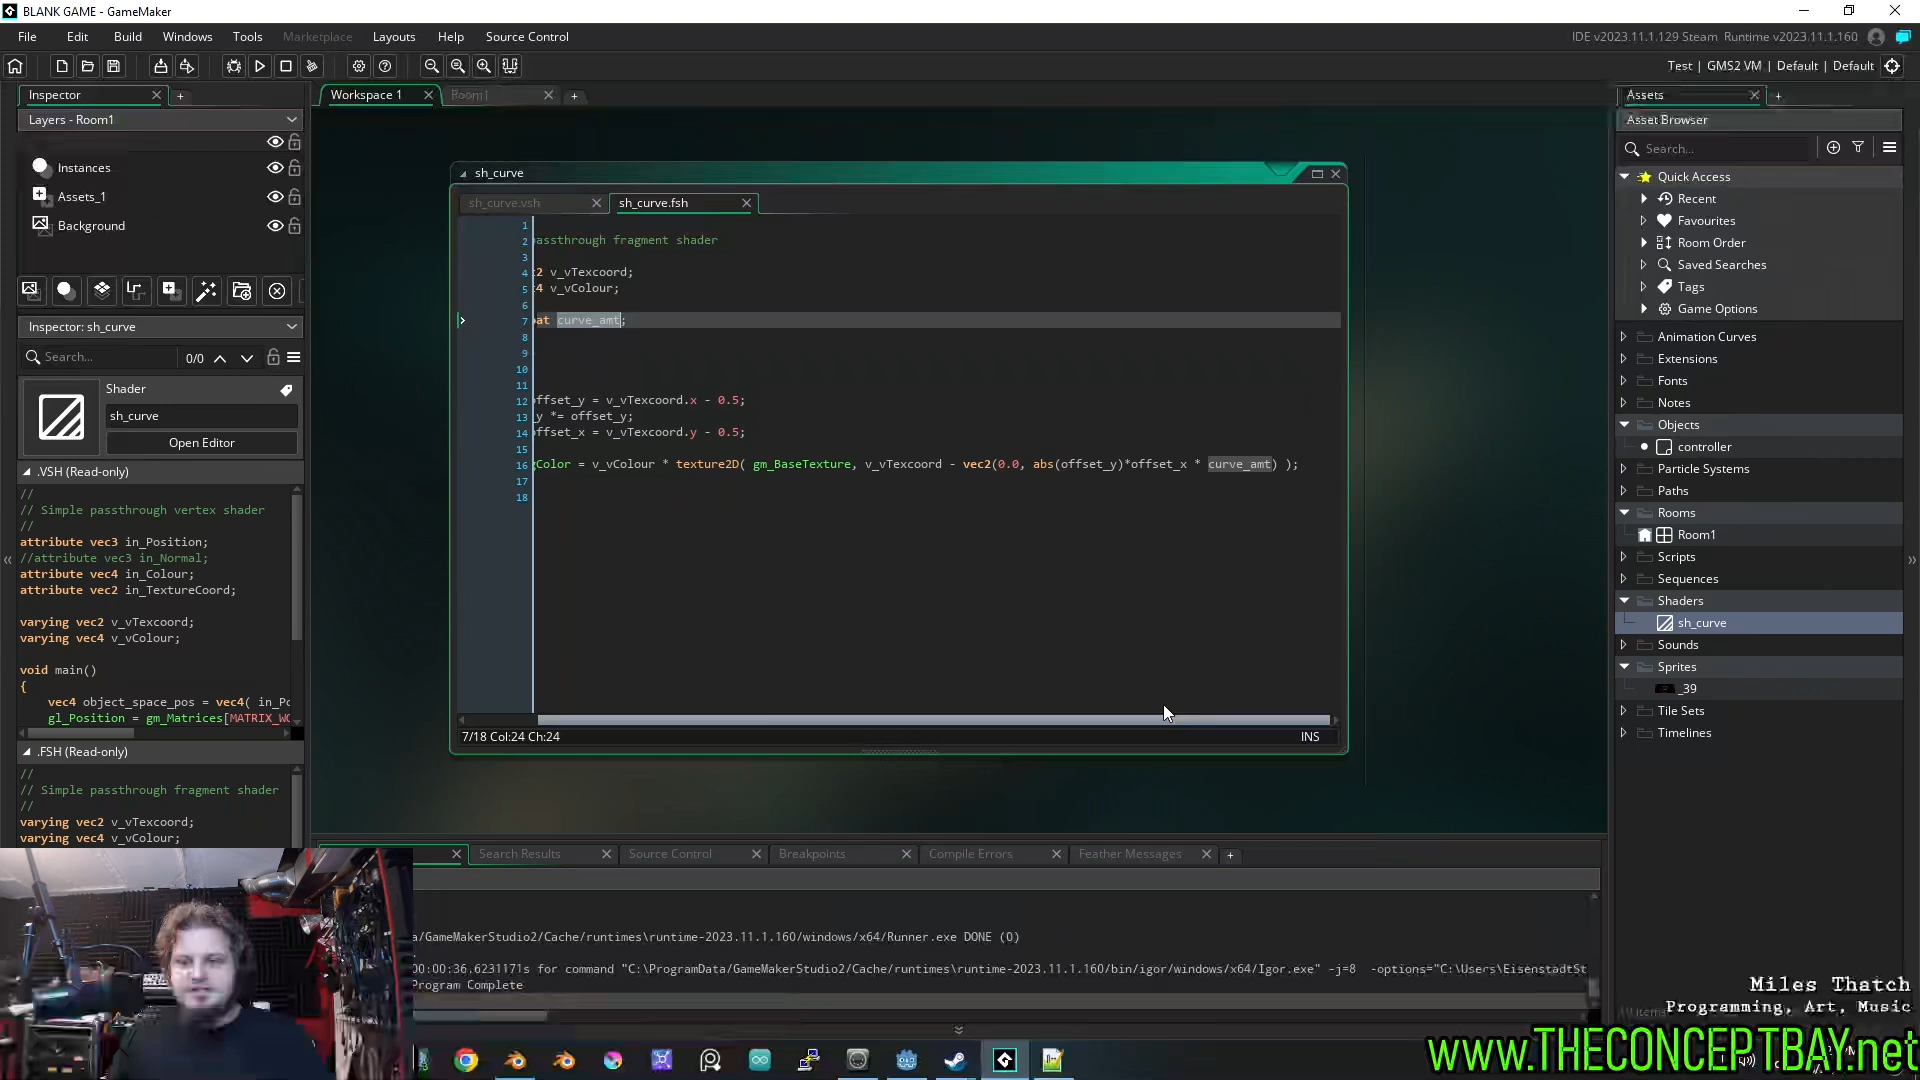 BLANK GAME - GameMaker
File Edit Build Windows Tools Marketplace Layouts Help Source Control
IDE v2023.11.1.129 Steam Runtime v2023.11.1.160
Test | GMS2 VM | Default | Default
Inspector
Workspace 1
Room1
Assets
Layers - Room1
Asset Browser
Search...
Instances
Assets_1
Background
Inspector: sh_curve
Search...
0/0
Shader
sh_curve
Open Editor
.VSH (Read-only)
//
// Simple passthrough vertex shader
//
attribute vec3 in_Position;
//attribute vec3 in_Normal;
attribute vec4 in_Colour;
attribute vec2 in_TextureCoord;
varying vec2 v_vTexcoord;
varying vec4 v_vColour;
void main()
{
vec4 object_space_pos = vec4( in_Po
gl_Position = gm_Matrices[MATRIX_WO
.FSH (Read-only)
//
// Simple passthrough fragment shader
//
varying vec2 v_vTexcoord;
varying vec4 v_vColour;
sh_curve
sh_curve.vsh
sh_curve.fsh
1
2 assthrough fragment shader
3
4 2 v_vTexcoord;
5 4 v_vColour;
6
7 at curve_amt;
8
9
10
11
12 offset_y = v_vTexcoord.x - 0.5;
13 _y *= offset_y;
14 offset_x = v_vTexcoord.y - 0.5;
15
16 gColor = v_vColour * texture2D( gm_BaseTexture, v_vTexcoord - vec2(0.0, abs(offset_y)*offset_x * curve_amt) );
17
18
7/18 Col:24 Ch:24
INS
Quick Access
Recent
Favourites
Room Order
Saved Searches
Tags
Game Options
Animation Curves
Extensions
Fonts
Notes
Objects
controller
Particle Systems
Paths
Rooms
Room1
Scripts
Sequences
Shaders
sh_curve
Sounds
Sprites
_39
Tile Sets
Timelines
Search Results
Source Control
Breakpoints
Compile Errors
Feather Messages
a/GameMakerStudio2/Cache/runtimes\runtime-2023.11.1.160/windows/x64/Runner.exe DONE (0)
00:00:36.6231171s for command "C:\ProgramData/GameMakerStudio2/Cache/runtimes\runtime-2023.11.1.160/bin/igor/windows/x64/Igor.exe" -j=8 -options="C:\Users\EisenstadtSt
Program Complete
Miles Thatch
Programming, Art, Music
www.THECONCEPTBAY.net